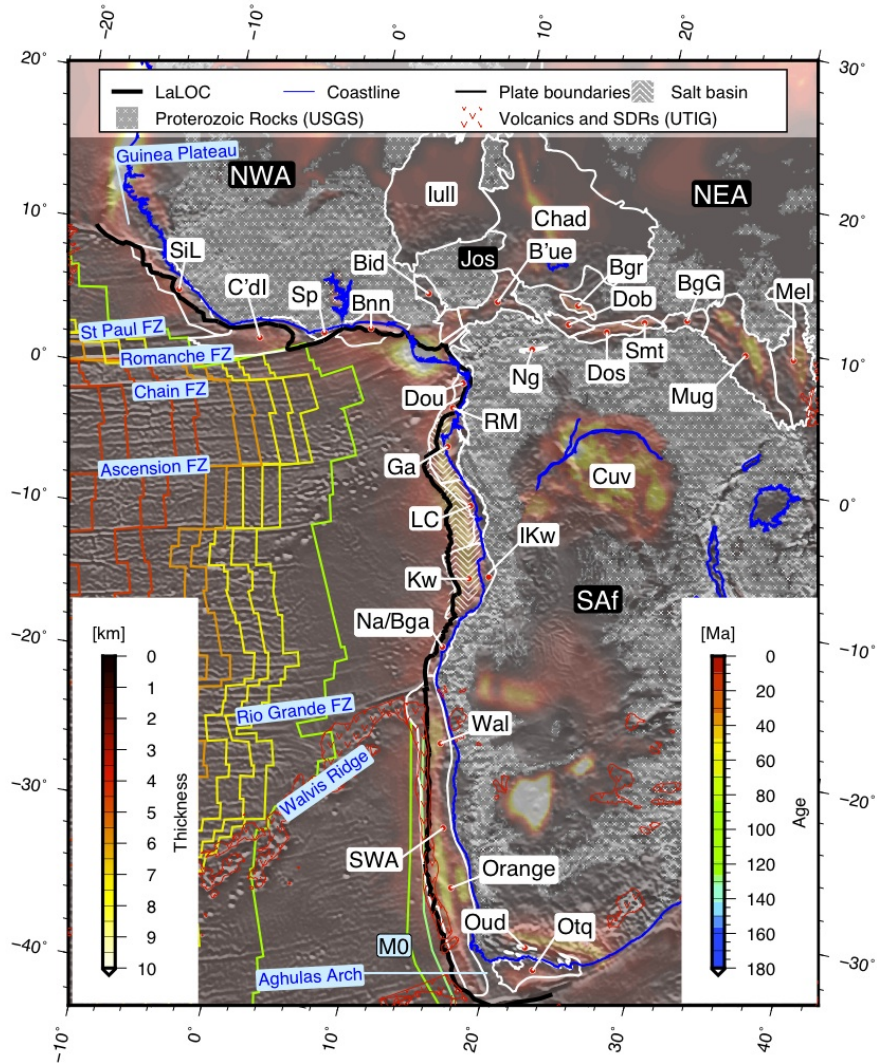 -20° -10° 0° 10° 20°
20° 30°
LaLOC Coastline Plate boundaries Salt basin
Proterozoic Rocks (USGS) Volcanics and SDRs (UTIG)
Guinea Plateau
NWA
NEA
Iull
10°
Chad
20°
SiL
Jos
B'ue
Bid
Bgr
C'dI
Sp
Bnn
Dob
BgG
Mel
St Paul FZ
Smt
0°
Romanche FZ
Dos
10°
Ng
Chain FZ
Dou
Mug
RM
Ascension FZ
Ga
Cuv
-10°
LC
0°
IKw
Kw
SAf
Na/Bga
-20°
[km]
[Ma]
-10°
0
1
2
3
4
5
6
7
8
9
10
Thickness
0
20
40
60
80
100
120
140
160
180
Age
Rio Grande FZ
Wal
-30°
Walvis Ridge
-20°
SWA
Orange
Oud
Otq
-40°
M0
-30°
Aghulas Arch
-10° 0° 10° 20° 30° 40°